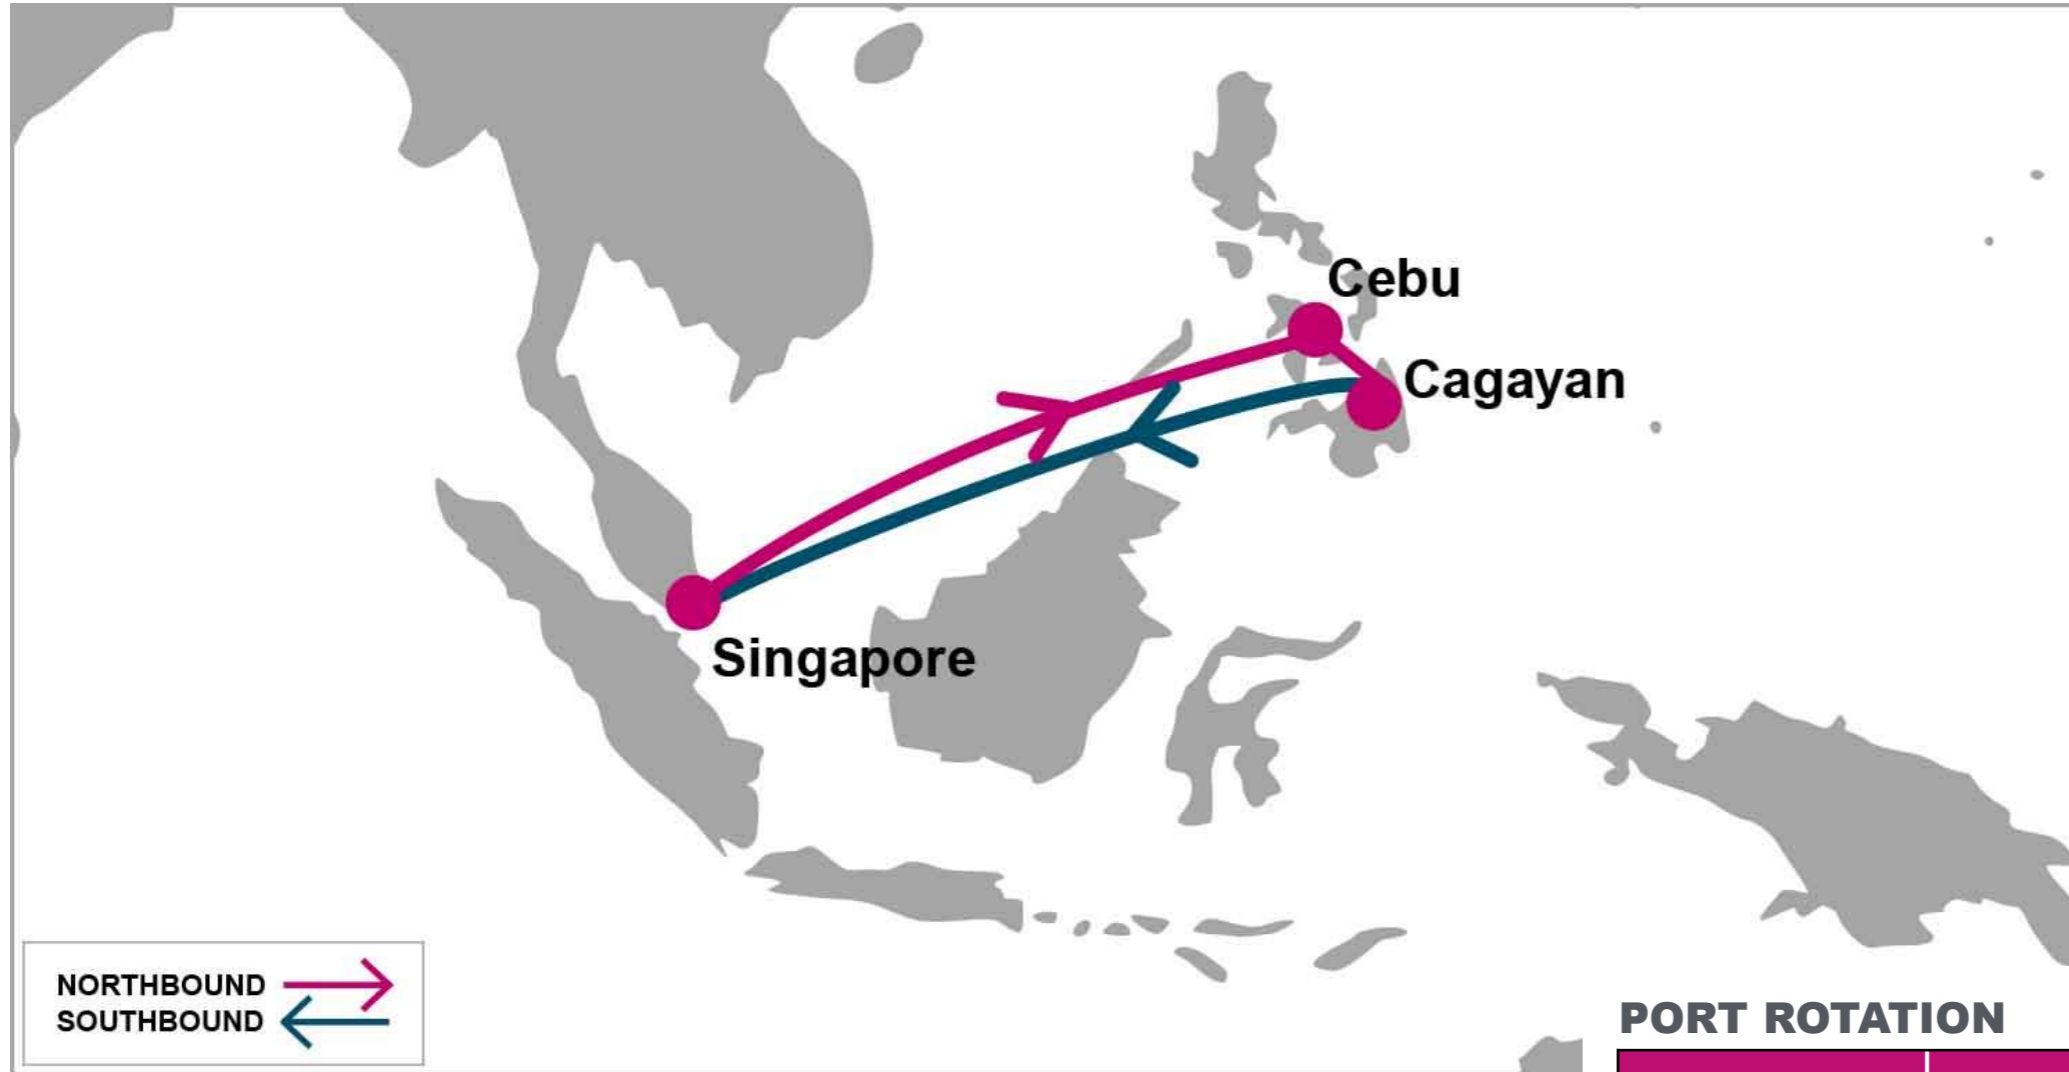 Cebu
Cagayan
Singapore
NORTHBOUND
SOUTHBOUND
PORT ROTATION